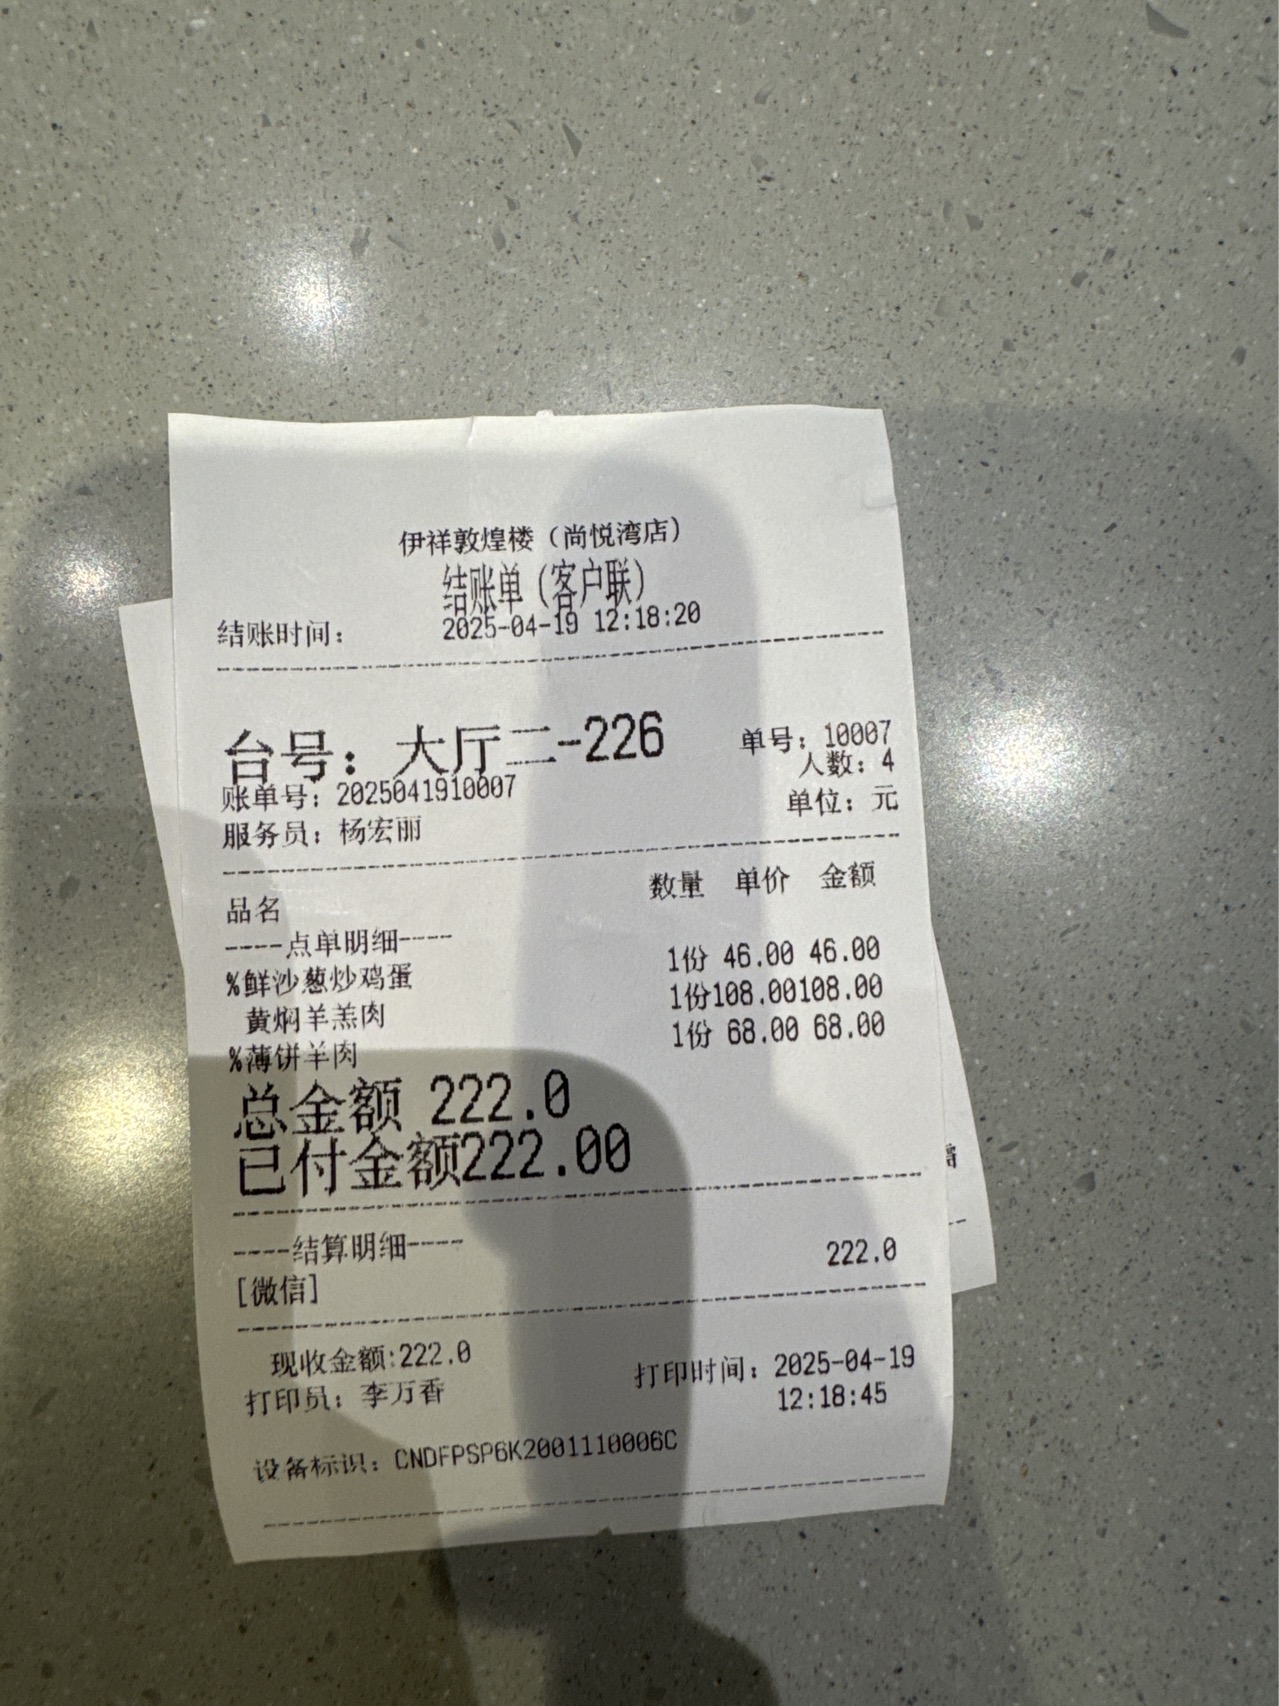 伊祥敦煌楼（尚悦湾店）
结账单（客户联）
结账时间： 2025-04-19 12:18:20
台号：大厅二-226 单号：10007
人数：4
账单号：2025041910007 单位：元
服务员：杨宏丽
品名 数量 单价 金额
----点单明细----
%鲜沙葱炒鸡蛋 1份 46.00 46.00
黄焖羊羔肉 1份108.00108.00
%薄饼羊肉 1份 68.00 68.00
总金额 222.0
已付金额222.00
----结算明细----
[微信] 222.0
现收金额:222.0
打印员：李万香 打印时间：2025-04-19
12:18:45
设备标识：CNDFPSP6K2001110006C